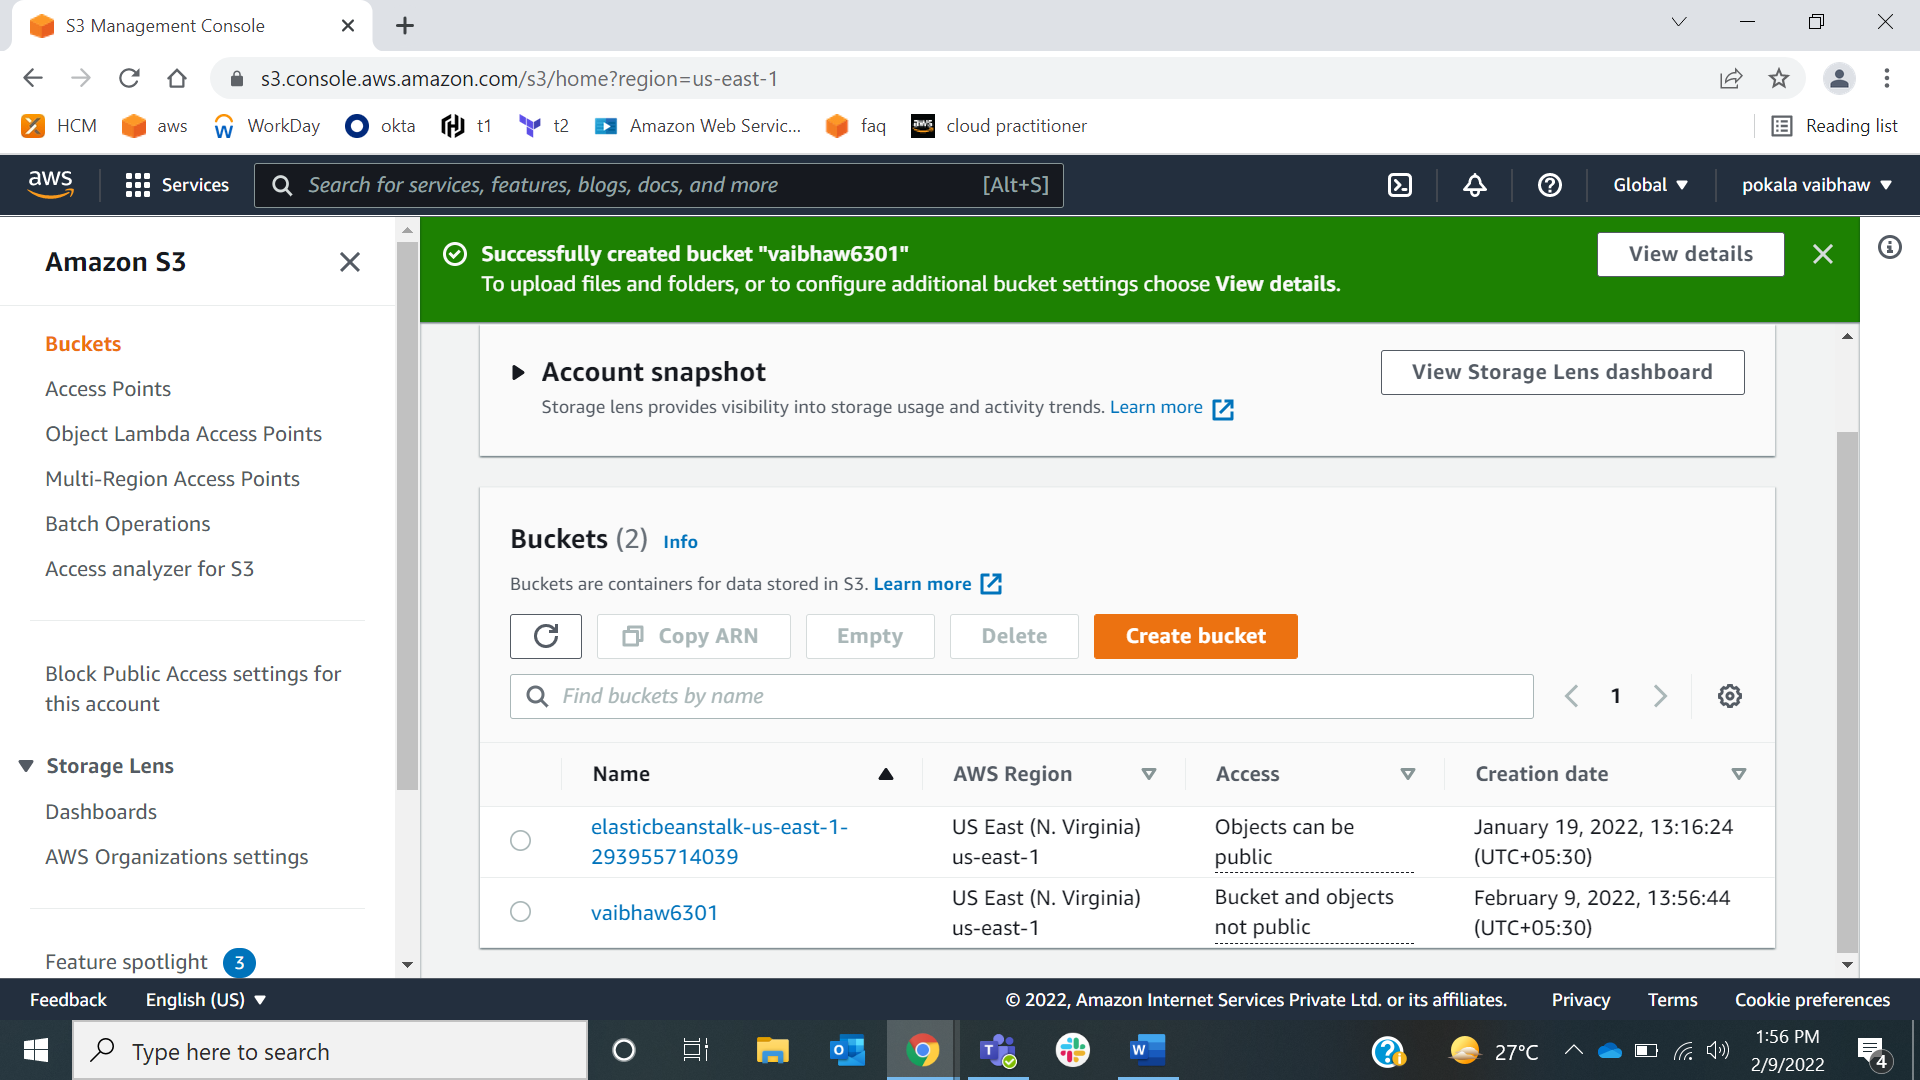 S3 Management Console
s3.console.aws.amazon.com/s3/home?region=us-east-1
HCM aws WorkDay okta t1 t2 Amazon Web Servic... faq cloud practitioner Reading list
aws Services Search for services, features, blogs, docs, and more [Alt+S] Global pokala vaibhaw
Amazon S3
Buckets
Access Points
Object Lambda Access Points
Multi-Region Access Points
Batch Operations
Access analyzer for S3
Block Public Access settings for
this account
Storage Lens
Dashboards
AWS Organizations settings
Feature spotlight 3
Successfully created bucket "vaibhaw6301"
To upload files and folders, or to configure additional bucket settings choose View details.
View details
Account snapshot
Storage lens provides visibility into storage usage and activity trends. Learn more
View Storage Lens dashboard
Buckets (2) Info
Buckets are containers for data stored in S3. Learn more
Copy ARN Empty Delete Create bucket
Find buckets by name 1
Name AWS Region Access Creation date
elasticbeanstalk-us-east-1- US East (N. Virginia) Objects can be January 19, 2022, 13:16:24
293955714039 us-east-1 public (UTC+05:30)
vaibhaw6301 US East (N. Virginia) Bucket and objects February 9, 2022, 13:56:44
us-east-1 not public (UTC+05:30)
Feedback English (US) © 2022, Amazon Internet Services Private Ltd. or its affiliates. Privacy Terms Cookie preferences
Type here to search 27°C 1:56 PM
2/9/2022 4